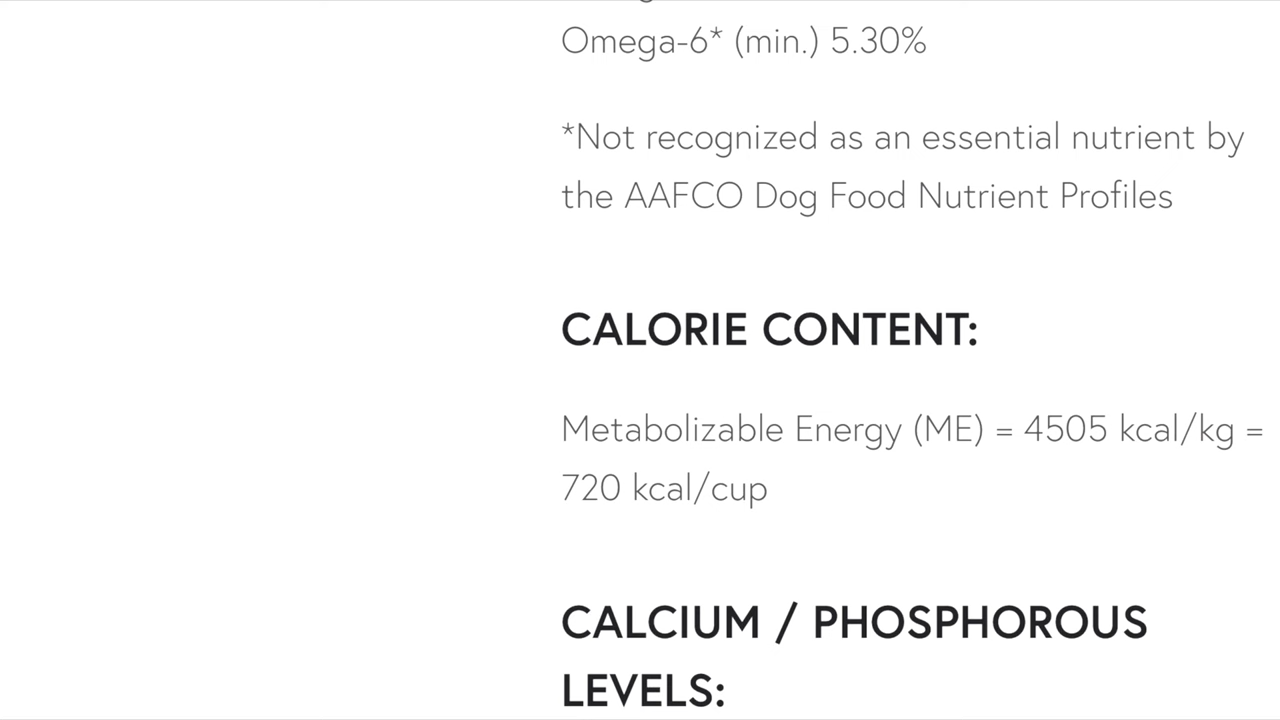 Omega-6* (min.) 5.30%
*Not recognized as an essential nutrient by
the AAFCO Dog Food Nutrient Profiles
CALORIE CONTENT:
Metabolizable Energy (ME) = 4505 kcal/kg =
720 kcal/cup
CALCIUM / PHOSPHOROUS
LEVELS: